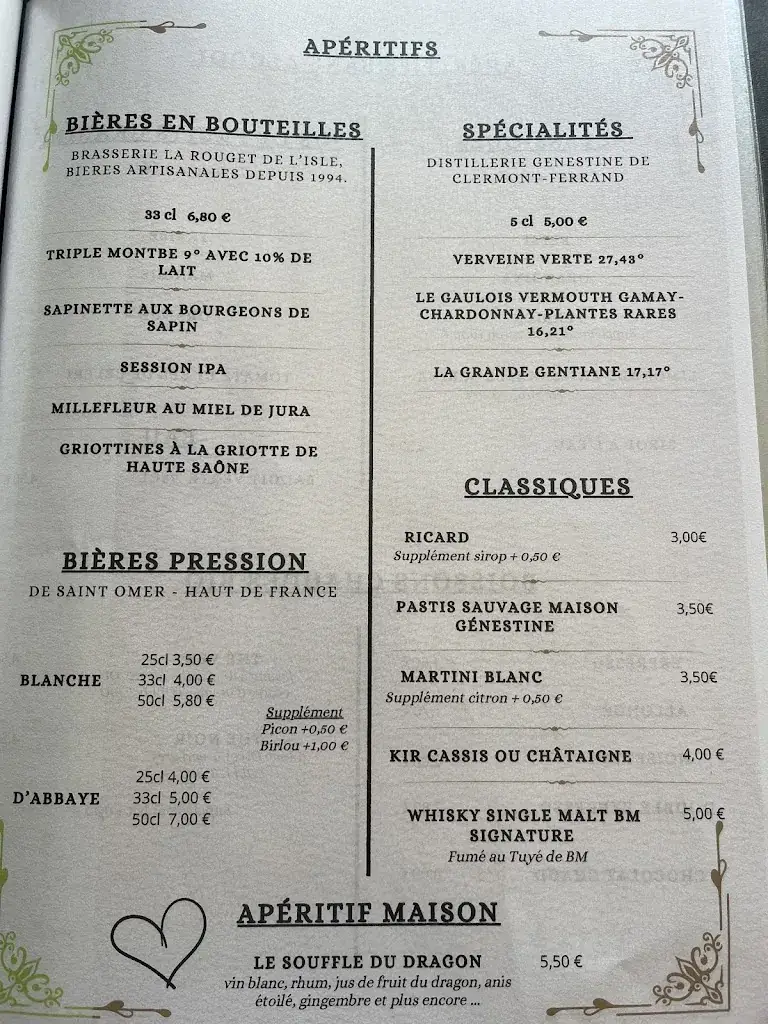 APÉRITIFS
BIÈRES EN BOUTEILLES
BRASSERIE LA ROUGET DE L'ISLE,
BIERES ARTISANALES DEPUIS 1994.
33 cl 6,80 €
TRIPLE MONTBE 9° AVEC 10% DE
LAIT
SAPINETTE AUX BOURGEONS DE
SAPIN
SESSION IPA
MILLEFLEUR AU MIEL DE JURA
GRIOTTINES À LA GRIOTTE DE
HAUTE SAÔNE
BIÈRES PRESSION
DE SAINT OMER - HAUT DE FRANCE
BLANCHE
25cl 3,50 €
33cl 4,00 €
50cl 5,80 €
Supplément
Picon +0,50 €
Birlou +1,00 €
D'ABBAYE
25cl 4,00 €
33cl 5,00 €
50cl 7,00 €
SPÉCIALITÉS
DISTILLERIE GENESTINE DE
CLERMONT-FERRAND
5 cl 5,00 €
VERVEINE VERTE 27,43°
LE GAULOIS VERMOUTH GAMAY-
CHARDONNAY-PLANTES RARES
16,21°
LA GRANDE GENTIANE 17,17°
CLASSIQUES
RICARD 3,00€
Supplément sirop + 0,50 €
PASTIS SAUVAGE MAISON 3,50€
GÉNESTINE
MARTINI BLANC 3,50€
Supplément citron + 0,50 €
KIR CASSIS OU CHÂTAIGNE 4,00 €
WHISKY SINGLE MALT BM 5,00 €
SIGNATURE
Fumé au Tuyé de BM
APÉRITIF MAISON
LE SOUFFLE DU DRAGON 5,50 €
vin blanc, rhum, jus de fruit du dragon, anis
étoilé, gingembre et plus encore ...